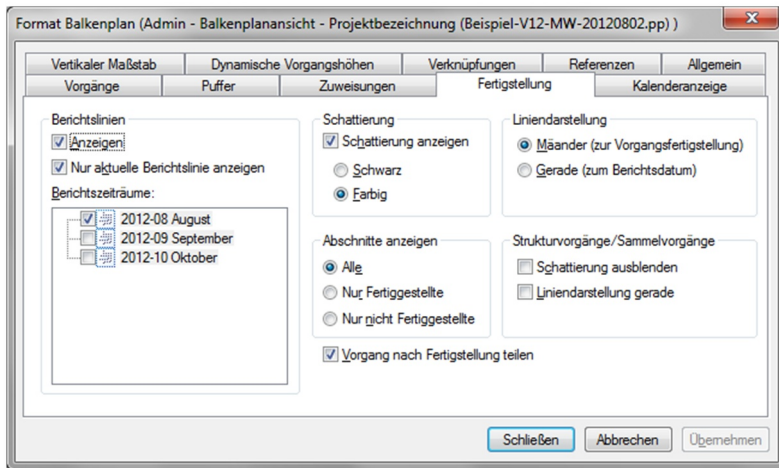 Format Balkenplan (Admin - Balkenplanansicht - Projektbezeichnung (Beispiel-V12-MW-20120802.pp) )
Vertikaler Maßstab
Dynamische Vorgangshöhen
Verknüpfungen
Referenzen
Allgemein
Vorgänge
Puffer
Zuweisungen
Fertigstellung
Kalenderanzeige
Berichtslinien
Anzeigen
Nur aktuelle Berichtslinie anzeigen
Berichtszeiträume:
2012-08 August
2012-09 September
2012-10 Oktober
Schattierung
Schattierung anzeigen
Schwarz
Farbig
Liniendarstellung
Mäander (zur Vorgangsfertigstellung)
Gerade (zum Berichtsdatum)
Abschnitte anzeigen
Alle
Nur Fertiggestellte
Nur nicht Fertiggestellte
Strukturvorgänge/Sammelvorgänge
Schattierung ausblenden
Liniendarstellung gerade
Vorgang nach Fertigstellung teilen
Schließen
Abbrechen
Übernehmen